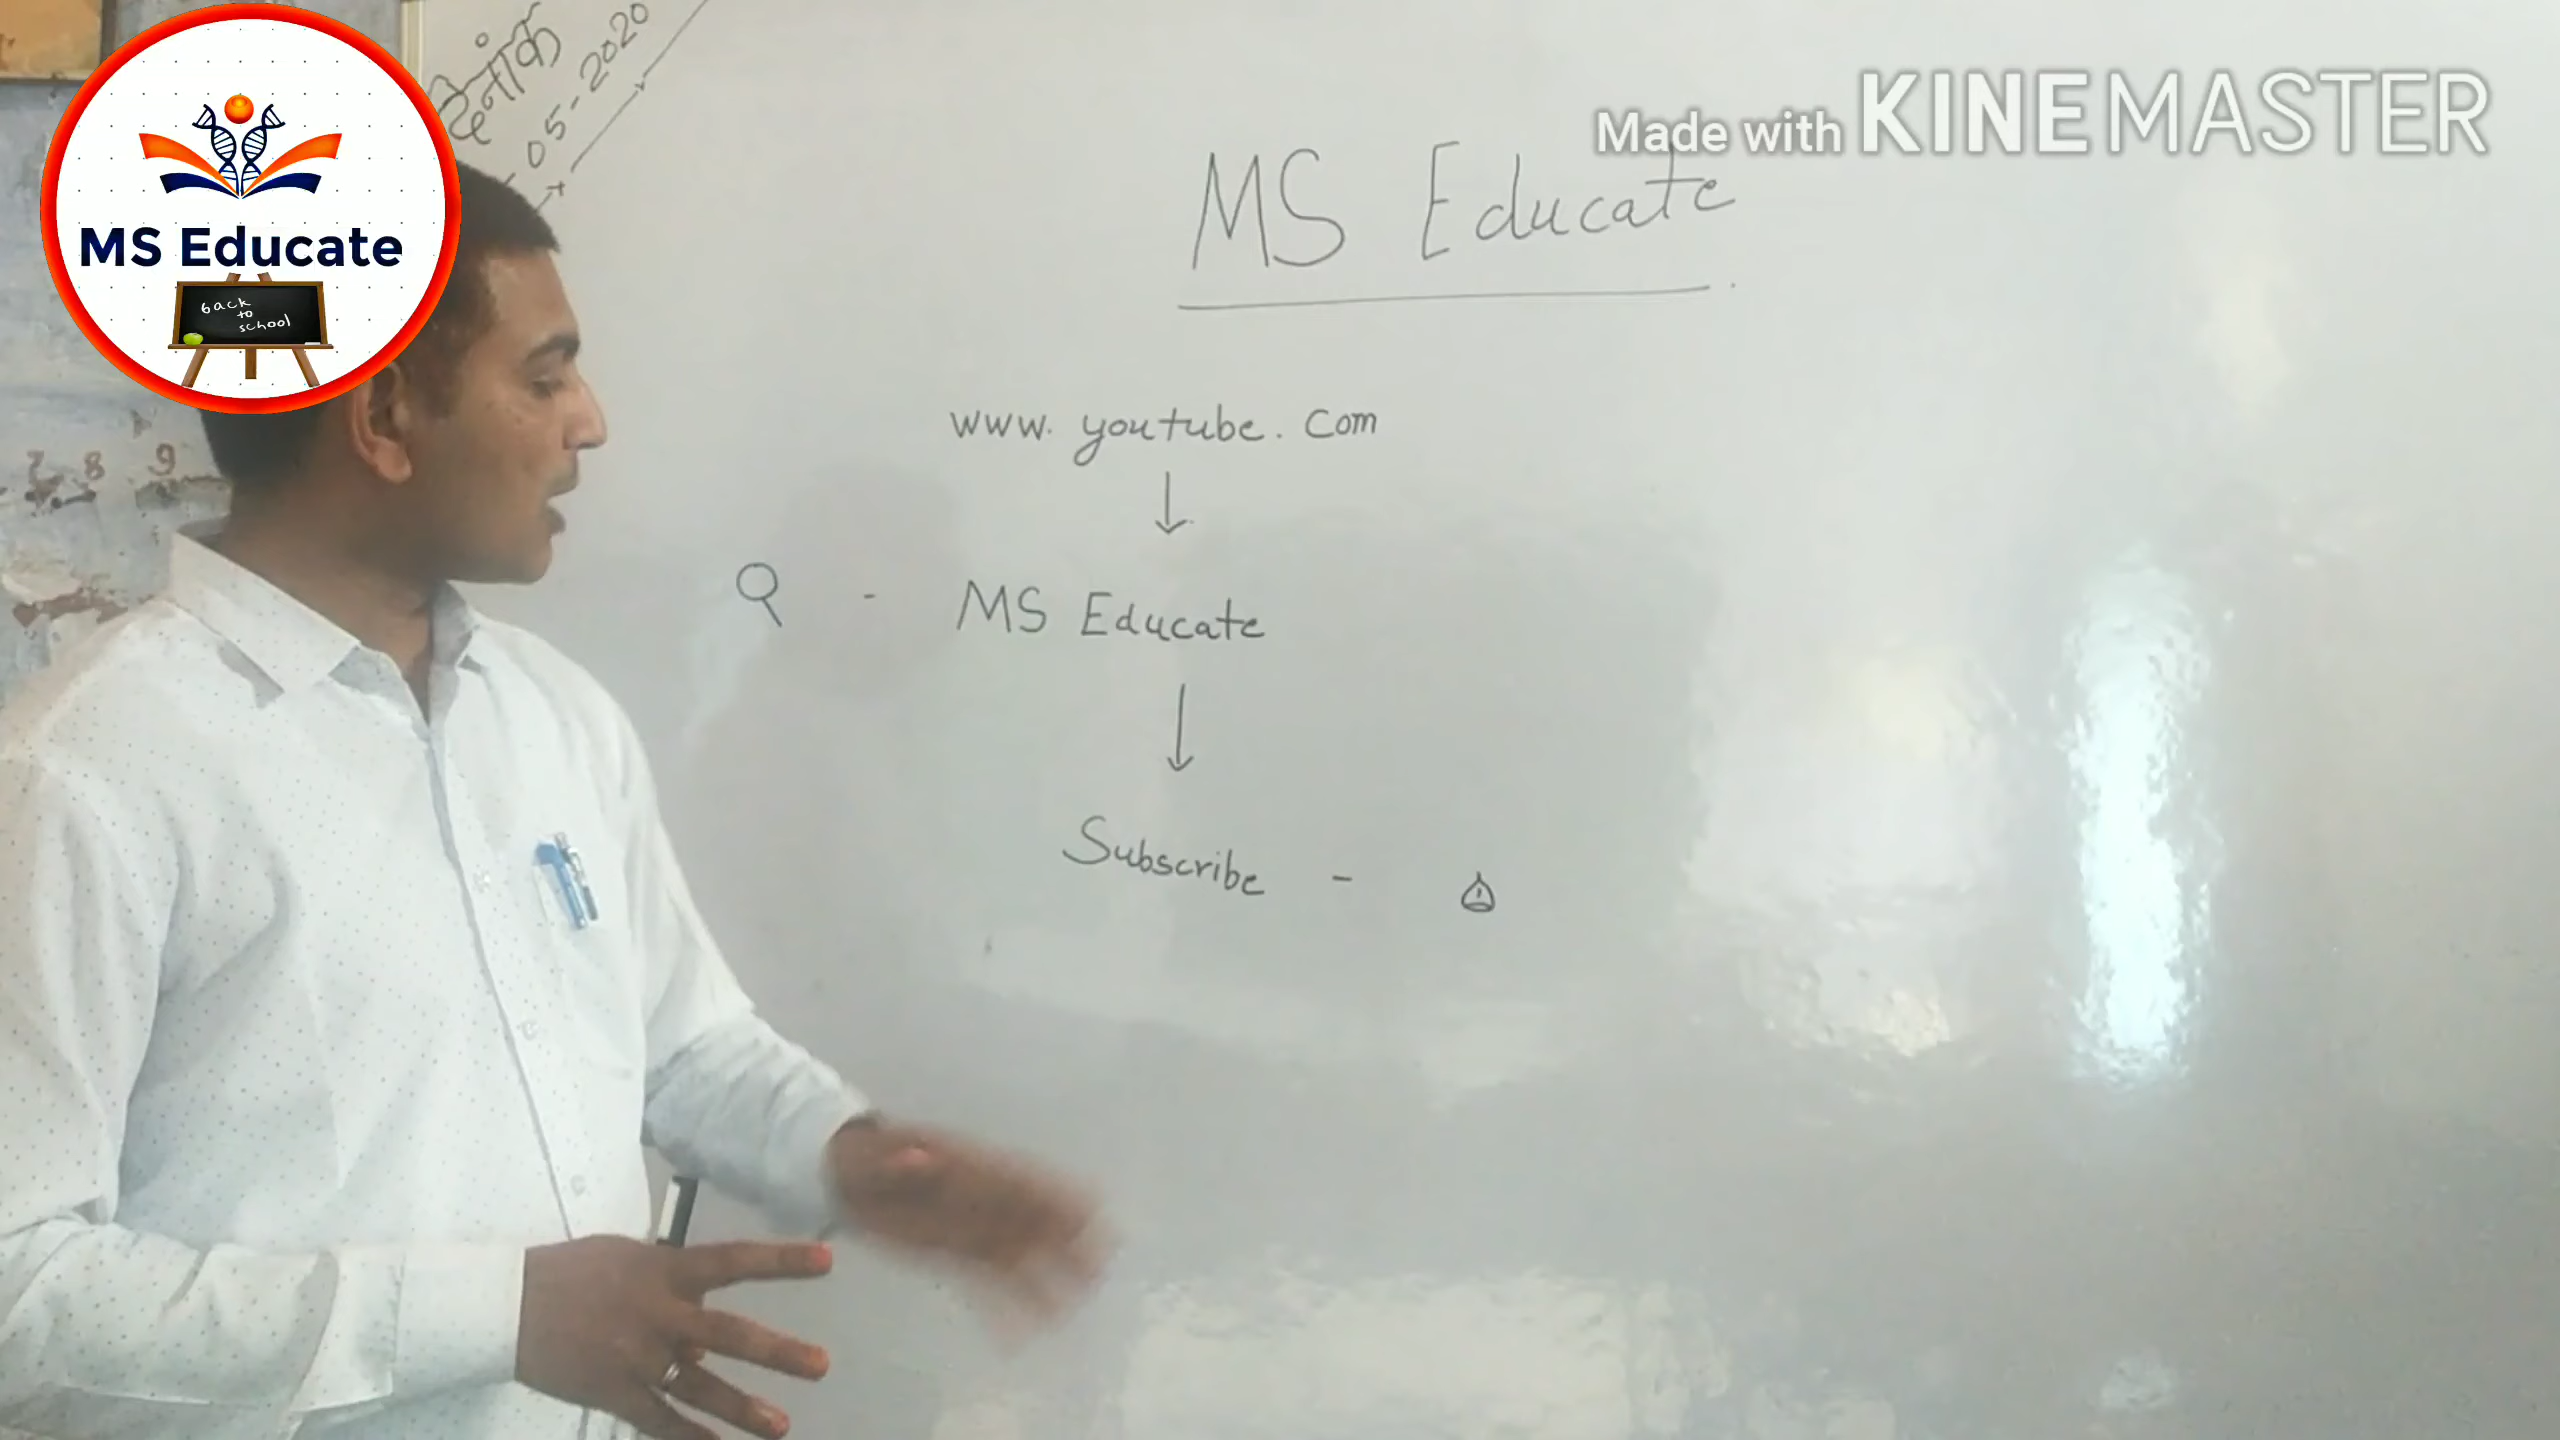 MS Educate
back
to
school
दिनांक
05-2020
Made with KINEMASTER
MS Educate
www.youtube.com
- MS Educate
Subscribe -
7 8 9